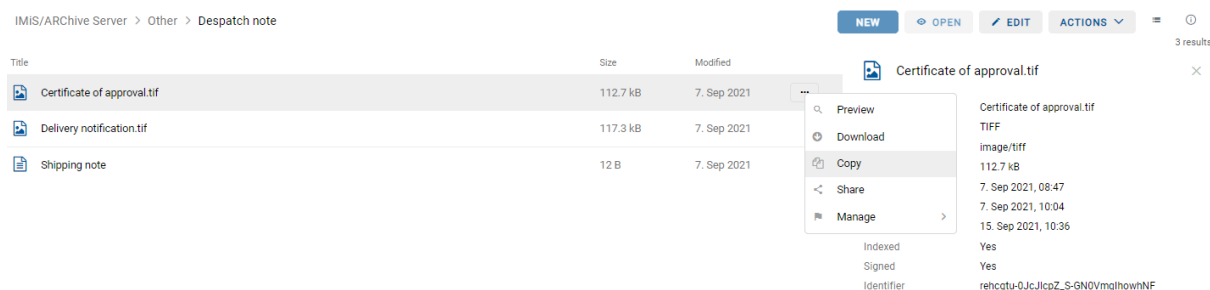 IMiS/ARChive Server > Other > Despatch note
NEW OPEN EDIT ACTIONS
3 results
Title Size Modified
Certificate of approval.tif 112.7 kB 7. Sep 2021 ...
Delivery notification.tif 117.3 kB 7. Sep 2021
Shipping note 12 B 7. Sep 2021
Preview
Download
Copy
Share
Manage >
Certificate of approval.tif
Certificate of approval.tif
TIFF
image/tiff
112.7 kB
7. Sep 2021, 08:47
7. Sep 2021, 10:04
15. Sep 2021, 10:36
Indexed Yes
Signed Yes
Identifier